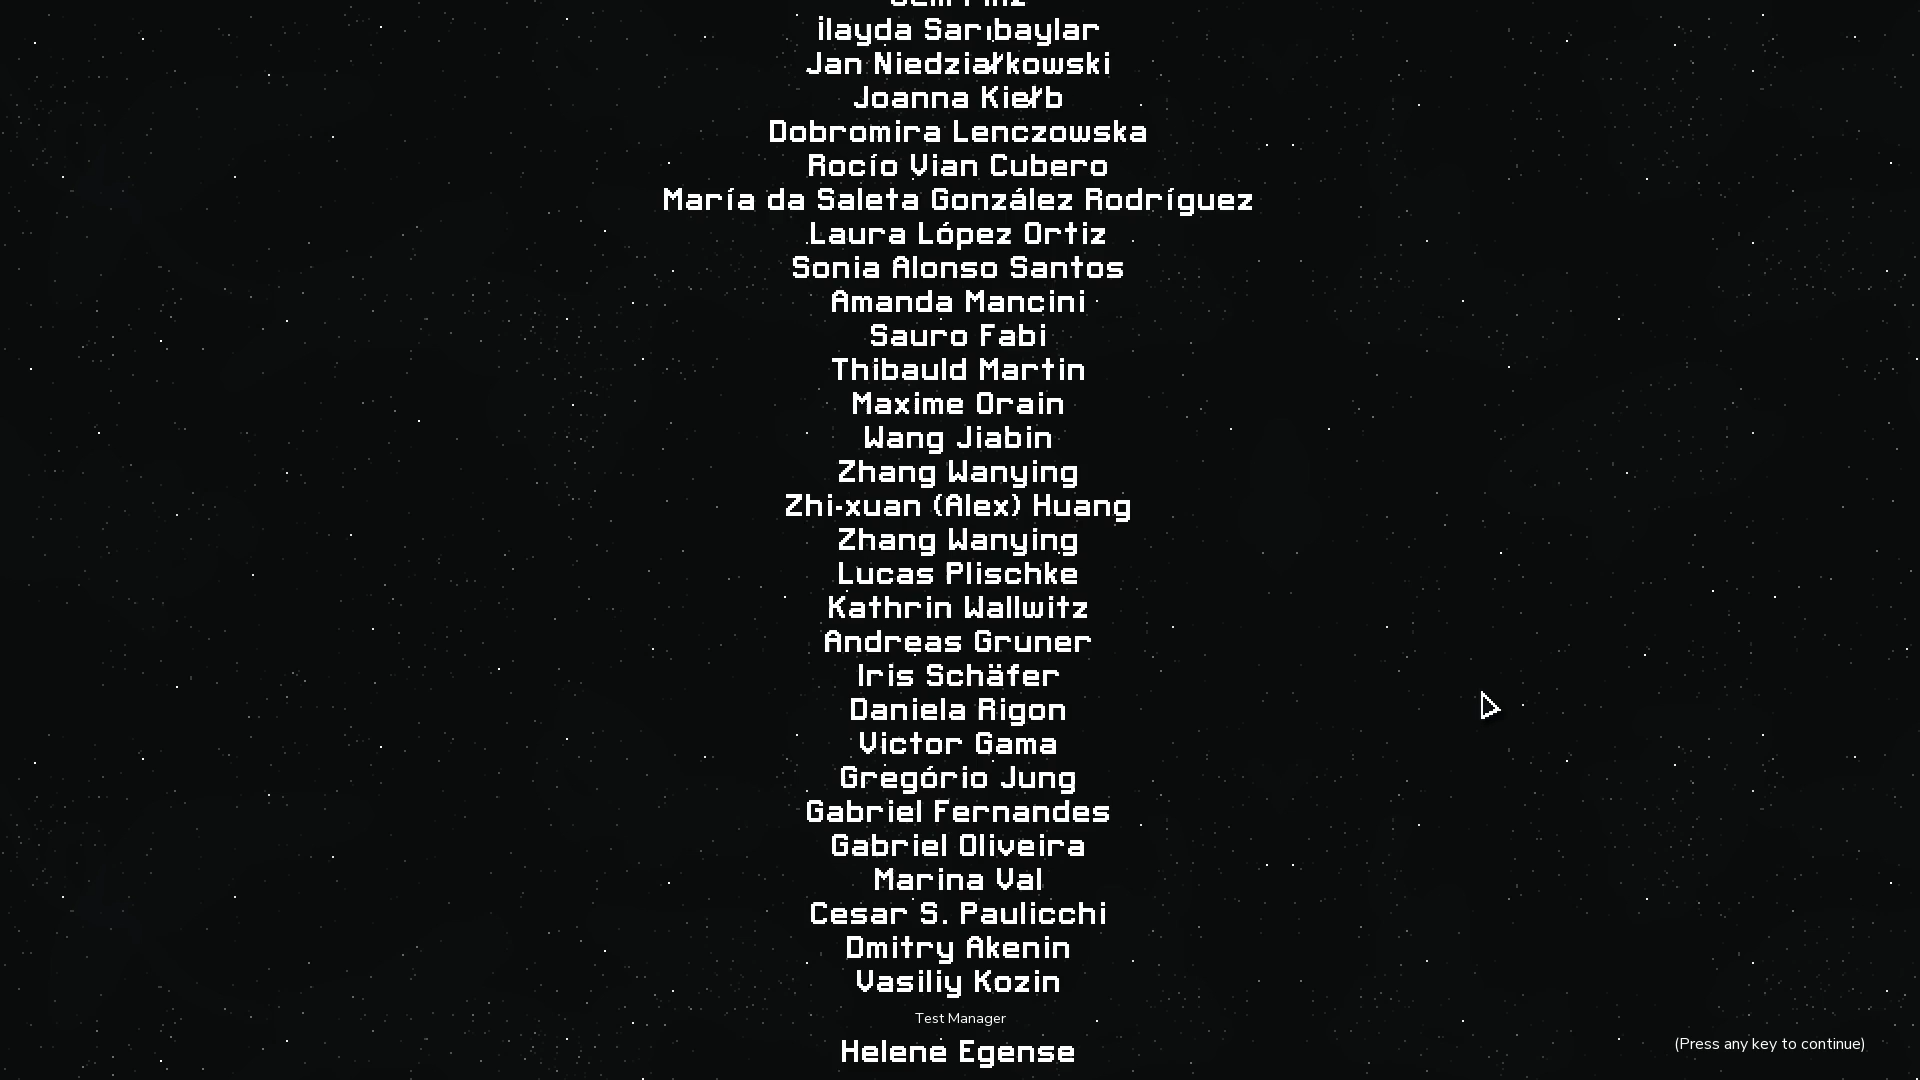 İlayda Sarıbaylar
Jan Niedziałkowski
Joanna Kiełb
Dobromira Lenczowska
Rocío Vian Cubero
María da Saleta González Rodríguez
Laura López Ortiz
Sonia Alonso Santos
Amanda Mancini
Sauro Fabi
Thibauld Martin
Maxime Orain
Wang Jiabin
Zhang Wanying
Zhi-xuan (Alex) Huang
Zhang Wanying
Lucas Plischke
Kathrin Wallwitz
Andreas Gruner
Iris Schäfer
Daniela Rigon
Victor Gama
Gregório Jung
Gabriel Fernandes
Gabriel Oliveira
Marina Val
Cesar S. Paulicchi
Dmitry Akenin
Vasiliy Kozin
Test Manager
Helene Egense
(Press any key to continue)